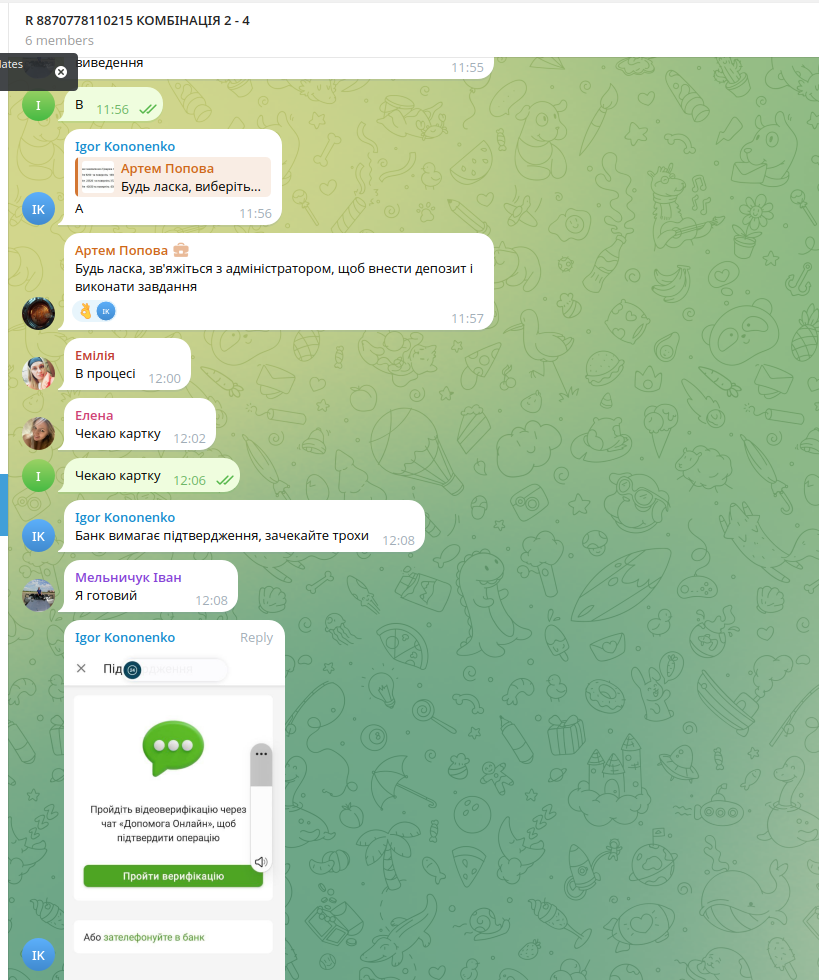 R 8870778110215 КОМБІНАЦІЯ 2 - 4
6 members
lates
виведення
11:55
І
В 11:56
Igor Kononenko
Артем Попова
Будь ласка, виберіть...
IK
А
11:56
Артем Попова
Будь ласка, зв'яжіться з адміністратором, щоб внести депозит і
виконати завдання
IK
11:57
Емілія
В процесі 12:00
Елена
Чекаю картку 12:02
І
Чекаю картку 12:06
Igor Kononenko
IK
Банк вимагає підтвердження, зачекайте трохи 12:08
Мельничук Іван
Я готовий
12:08
Igor Kononenko Reply
Підтвердження
Пройдіть відеоверифікацію через
чат «Допомога Онлайн», щоб
підтвердити операцію
Пройти верифікацію
Або зателефонуйте в банк
IK